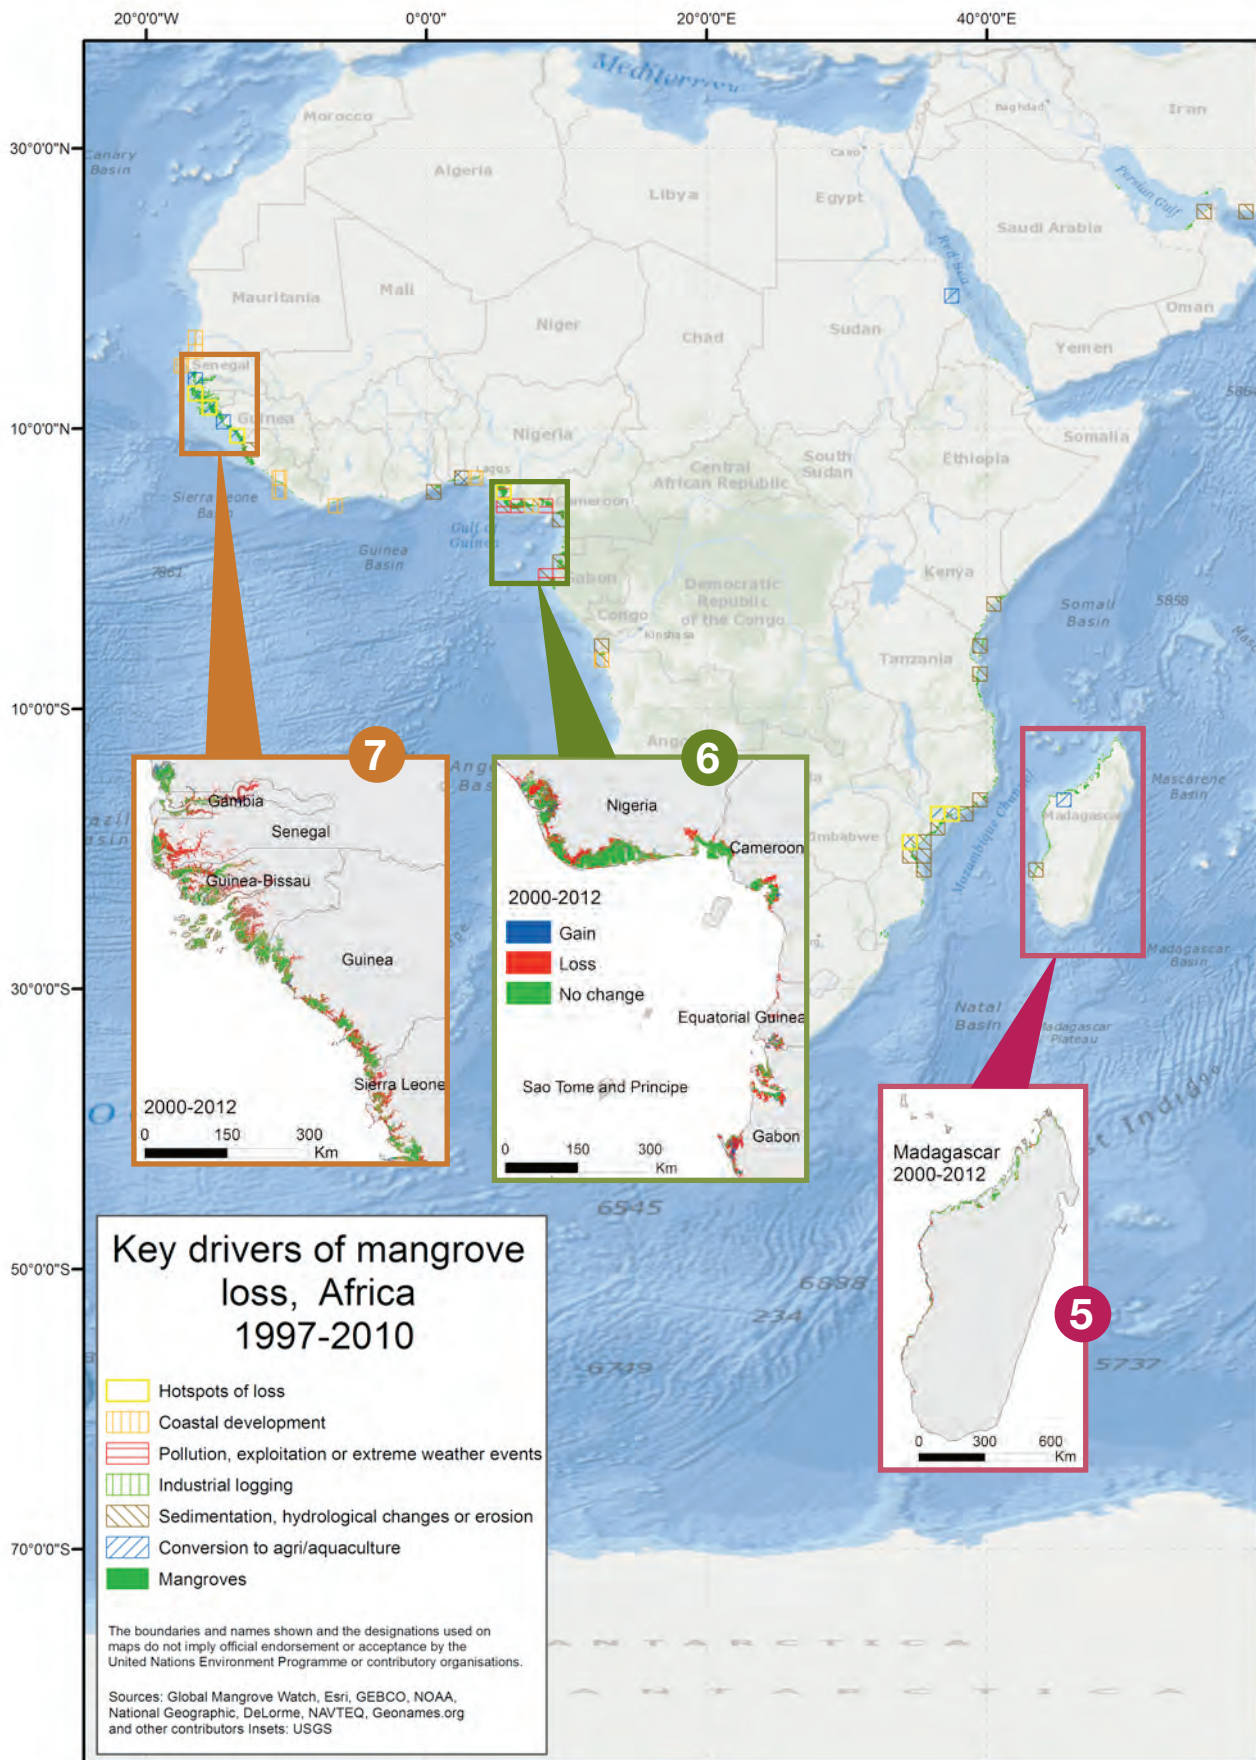 20°0'0"W
0°0'0"
20°0'0"E
40°0'0"E
30°0'0"N
10°0'0"N
10°0'0"S
30°0'0"S
50°0'0"S
70°0'0"S
Canary
Basin
Morocco
Algeria
Libya
Cairo
Egypt
Baghdad
Iran
Persian Gulf
Saudi Arabia
Red Sea
Mauritania
Mali
Niger
Chad
Sudan
Oman
Yemen
Senegal
Guinea
Nigeria
Lagos
Cameroon
Central
African Republic
South
Sudan
Ethiopia
Somalia
Sierra Leone
Basin
Gulf of
Guinea
Guinea
Basin
7861
Gabon
Congo
Kinshasa
Democratic
Republic
of the Congo
Kenya
Tanzania
Somali
Basin
5858
Mascarene
Basin
Madagascar
Mozambique Channel
Madagascar
Basin
Natal
Basin
Madagascar
Plateau
7
Gambia
Senegal
Guinea-Bissau
Guinea
Sierra Leone
2000-2012
0 150 300
Km
6
Nigeria
Cameroon
2000-2012
Gain
Loss
No change
Equatorial Guinea
Sao Tome and Principe
Gabon
0 150 300
Km
5
Madagascar
2000-2012
0 300 600
Km
6545
6888
234
6749
5737
Key drivers of mangrove
loss, Africa
1997-2010
Hotspots of loss
Coastal development
Pollution, exploitation or extreme weather events
Industrial logging
Sedimentation, hydrological changes or erosion
Conversion to agri/aquaculture
Mangroves
The boundaries and names shown and the designations used on
maps do not imply official endorsement or acceptance by the
United Nations Environment Programme or contributory organisations.
Sources: Global Mangrove Watch, Esri, GEBCO, NOAA,
National Geographic, DeLorme, NAVTEQ, Geonames.org
and other contributors Insets: USGS
ANTARCTICA
ANTARCTICA